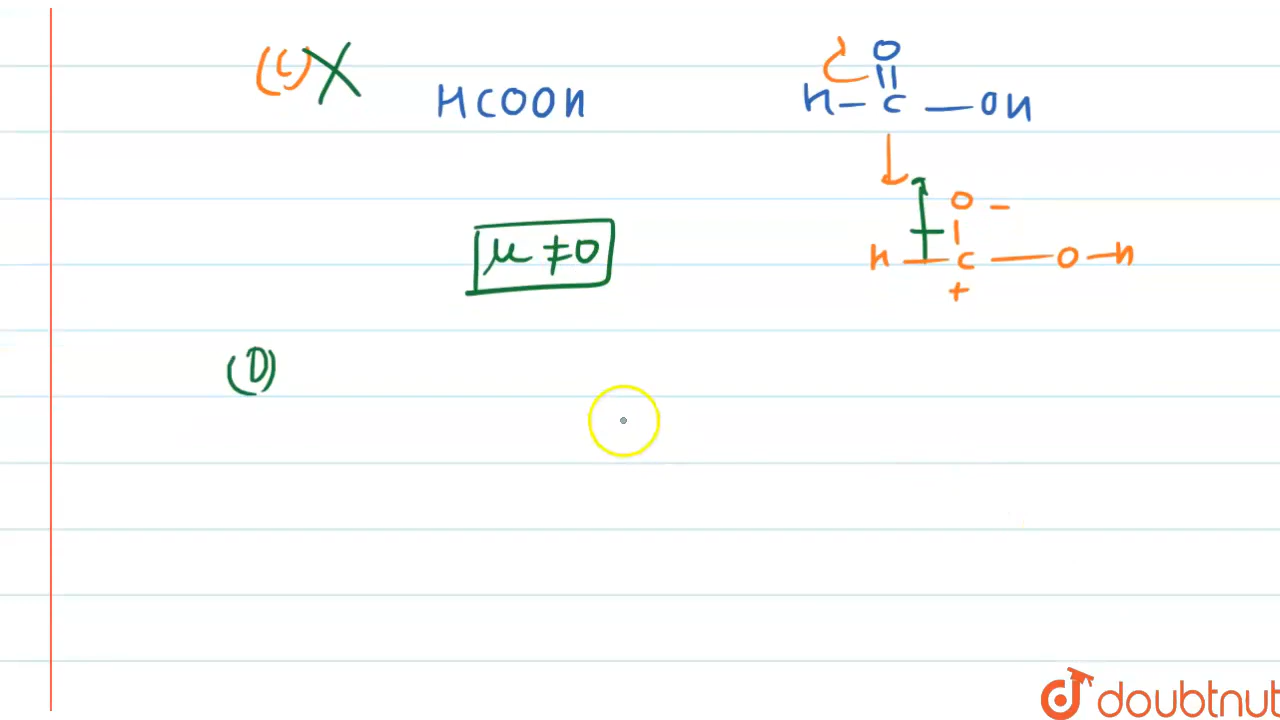 (C) X
HCOOH
O
||
H — C — OH
μ ≠ 0
O −
|
H — C — O — H
+
(D)
doubtnut